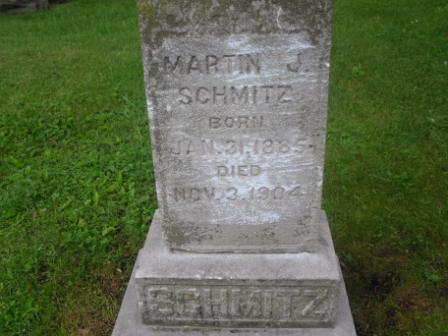 MARTIN J.
SCHMITZ
BORN
JAN. 31, 1885
DIED
NOV. 3, 1904
SCHMITZ